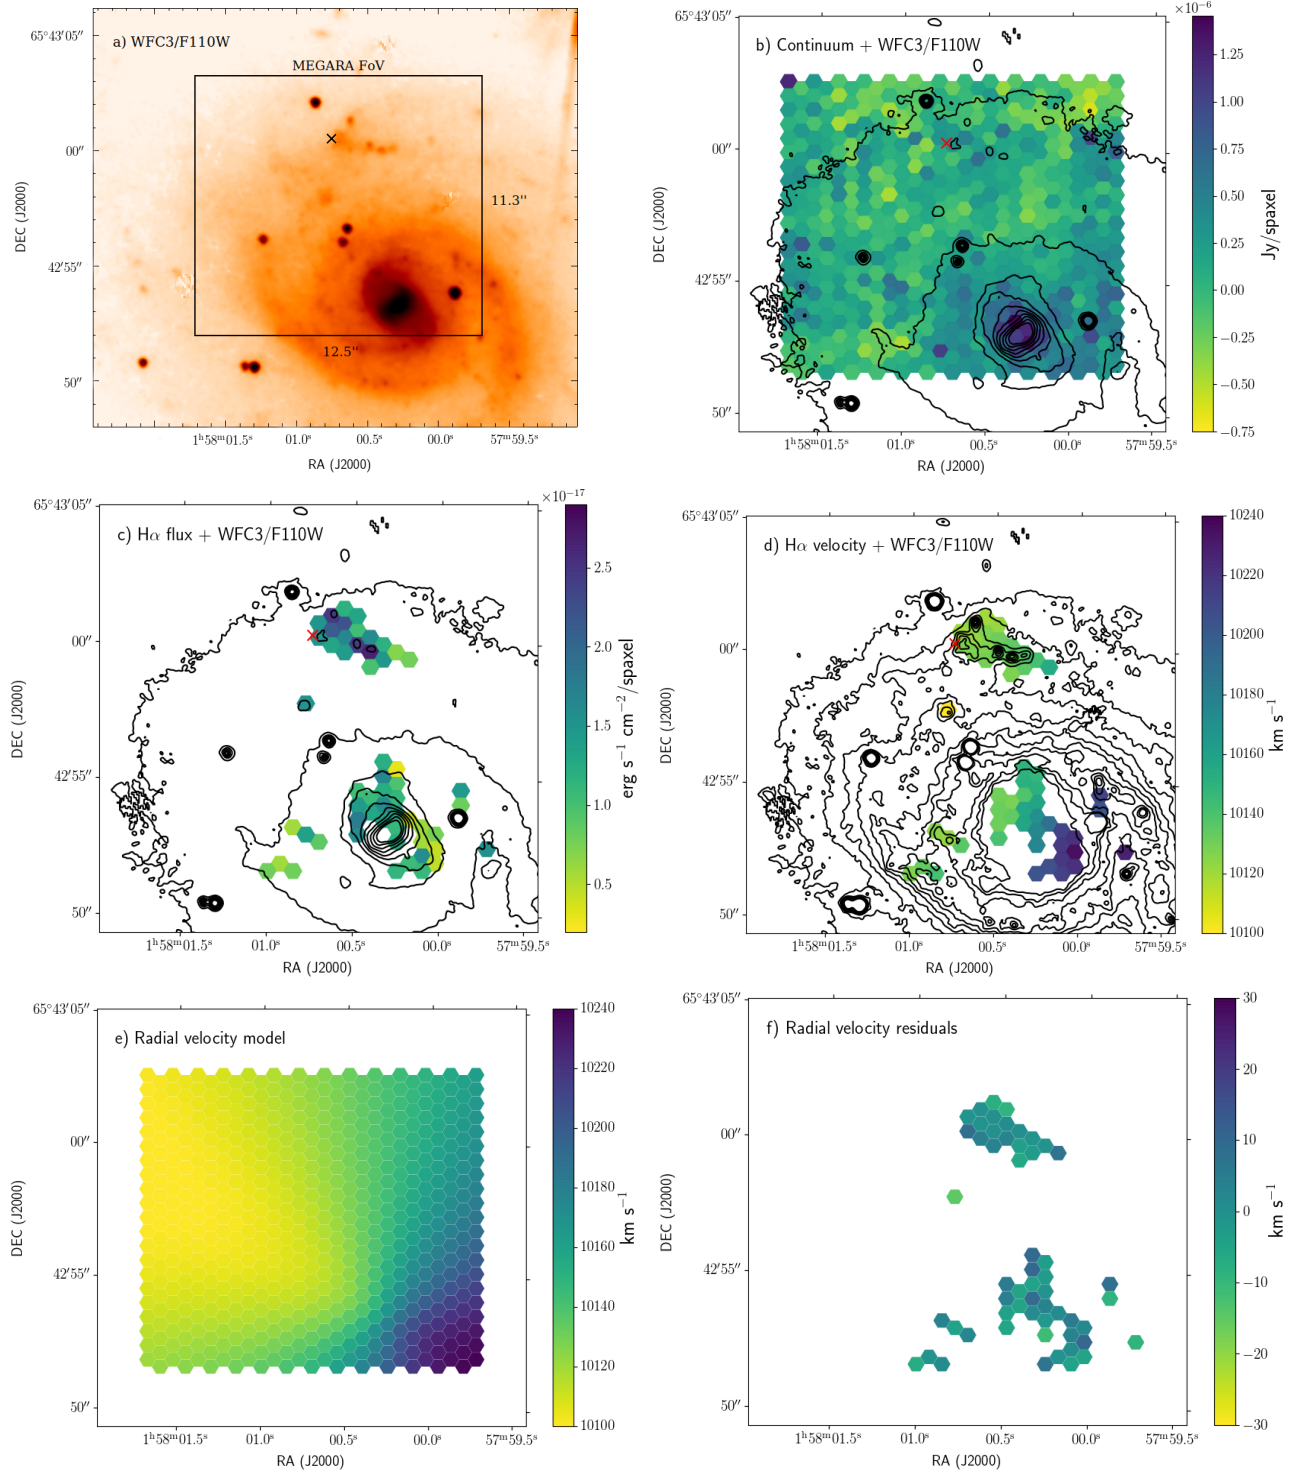 a) WFC3/F110W
MEGARA FoV
11.3''
12.5''
65°43′05″
00″
42′55″
50″
DEC (J2000)
1ʰ58ᵐ01.5ˢ 01.0ˢ 00.5ˢ 00.0ˢ 57ᵐ59.5ˢ
RA (J2000)
b) Continuum + WFC3/F110W
65°43′05″
00″
42′55″
50″
DEC (J2000)
1ʰ58ᵐ01.5ˢ 01.0ˢ 00.5ˢ 00.0ˢ 57ᵐ59.5ˢ
RA (J2000)
×10⁻⁶
1.25
1.00
0.75
0.50
0.25
0.00
−0.25
−0.50
−0.75
Jy/spaxel
c) Hα flux + WFC3/F110W
65°43′05″
00″
42′55″
50″
DEC (J2000)
1ʰ58ᵐ01.5ˢ 01.0ˢ 00.5ˢ 00.0ˢ 57ᵐ59.5ˢ
RA (J2000)
×10⁻¹⁷
2.5
2.0
1.5
1.0
0.5
erg s⁻¹ cm⁻²/spaxel
d) Hα velocity + WFC3/F110W
65°43′05″
00″
42′55″
50″
DEC (J2000)
1ʰ58ᵐ01.5ˢ 01.0ˢ 00.5ˢ 00.0ˢ 57ᵐ59.5ˢ
RA (J2000)
10240
10220
10200
10180
10160
10140
10120
10100
km s⁻¹
e) Radial velocity model
65°43′05″
00″
42′55″
50″
DEC (J2000)
1ʰ58ᵐ01.5ˢ 01.0ˢ 00.5ˢ 00.0ˢ 57ᵐ59.5ˢ
RA (J2000)
10240
10220
10200
10180
10160
10140
10120
10100
km s⁻¹
f) Radial velocity residuals
65°43′05″
00″
42′55″
50″
DEC (J2000)
1ʰ58ᵐ01.5ˢ 01.0ˢ 00.5ˢ 00.0ˢ 57ᵐ59.5ˢ
RA (J2000)
30
20
10
0
−10
−20
−30
km s⁻¹